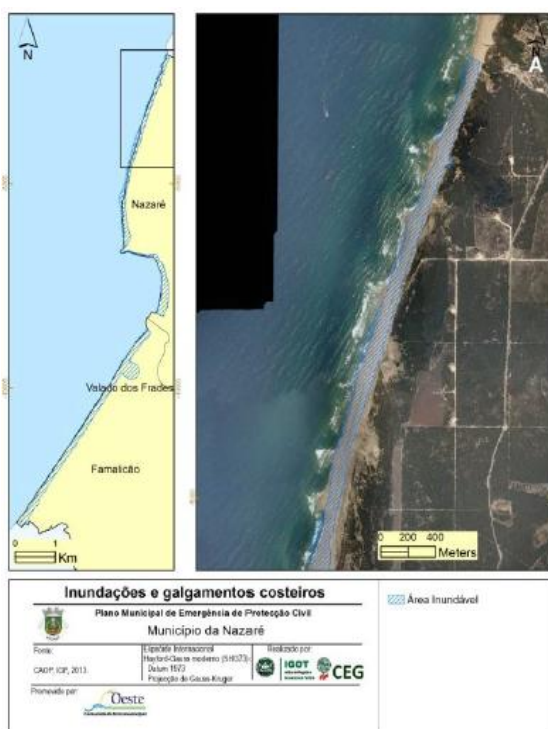 N
Nazaré
Valado dos Frades
Famalicão
0 1
Km
N
A
0 200 400
Meters
Inundações e galgamentos costeiros
Plano Municipal de Emergência de Protecção Civil
Município da Nazaré
Fonte:
CAOP, IGP, 2013.
Elipsóide Internacional
Hayford-Gauss moderno (SHG73);
Datum 1973
Projecção de Gauss-Kruger
Realizado por:
IGOT
CEG
Promovido por:
Oeste
Área Inundável